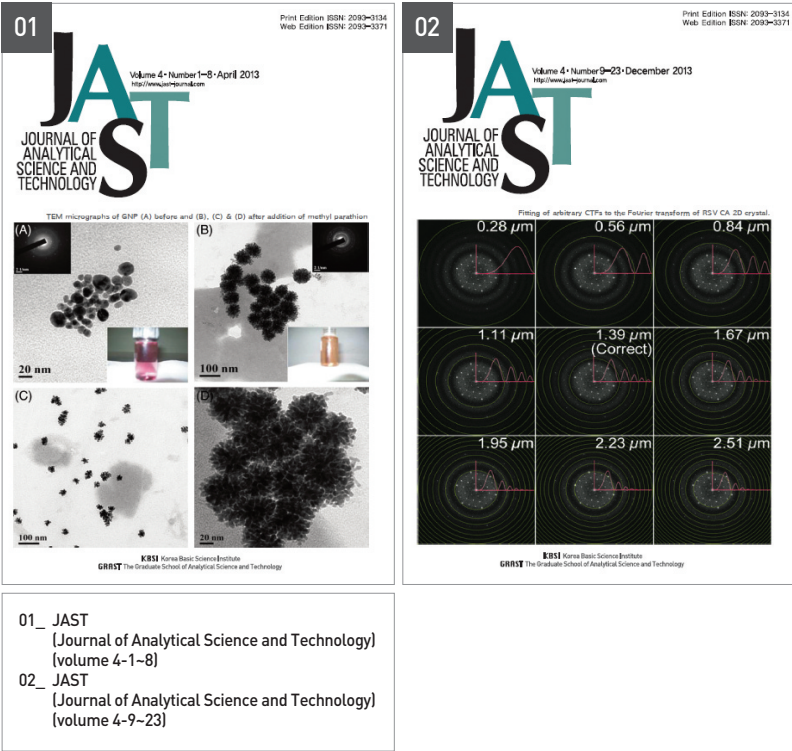 01
Print Edition ISSN: 2093-3134
Web Edition ISSN: 2093-3371
JAST
Volume 4 • Number1-8 • April 2013
http://www.jast-journal.com
JOURNAL OF
ANALYTICAL
SCIENCE AND
TECHNOLOGY
TEM micrographs of GNP (A) before and (B), (C) & (D) after addition of methyl parathion
(A)
20 nm
(B)
100 nm
(C)
100 nm
(D)
20 nm
KBSI Korea Basic Science Institute
GRAST The Graduate School of Analytical Science and Technology
02
Print Edition ISSN: 2093-3134
Web Edition ISSN: 2093-3371
JAST
Volume 4 • Number9-23 • December 2013
http://www.jast-journal.com
JOURNAL OF
ANALYTICAL
SCIENCE AND
TECHNOLOGY
Fitting of arbitrary CTFs to the Fourier transform of RSV CA 2D crystal.
0.28 µm
0.56 µm
0.84 µm
1.11 µm
1.39 µm
(Correct)
1.67 µm
1.95 µm
2.23 µm
2.51 µm
KBSI Korea Basic Science Institute
GRAST The Graduate School of Analytical Science and Technology
01_ JAST
(Journal of Analytical Science and Technology)
(volume 4-1~8)
02_ JAST
(Journal of Analytical Science and Technology)
(volume 4-9~23)